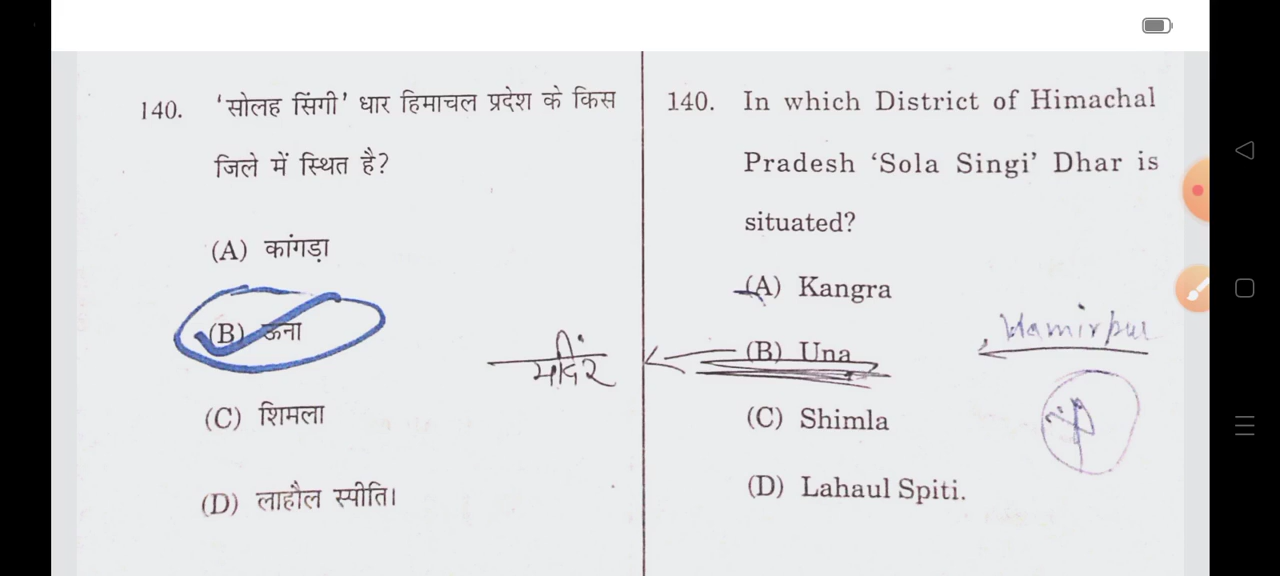 140. 'सोलह सिंगी' धार हिमाचल प्रदेश के किस
जिले में स्थित है?
(A) कांगड़ा
(B) ऊना
(C) शिमला
(D) लाहौल स्पीति।
मंदिर
140. In which District of Himachal
Pradesh 'Sola Singi' Dhar is
situated?
(A) Kangra
(B) Una
(C) Shimla
(D) Lahaul Spiti.
Hamirpur